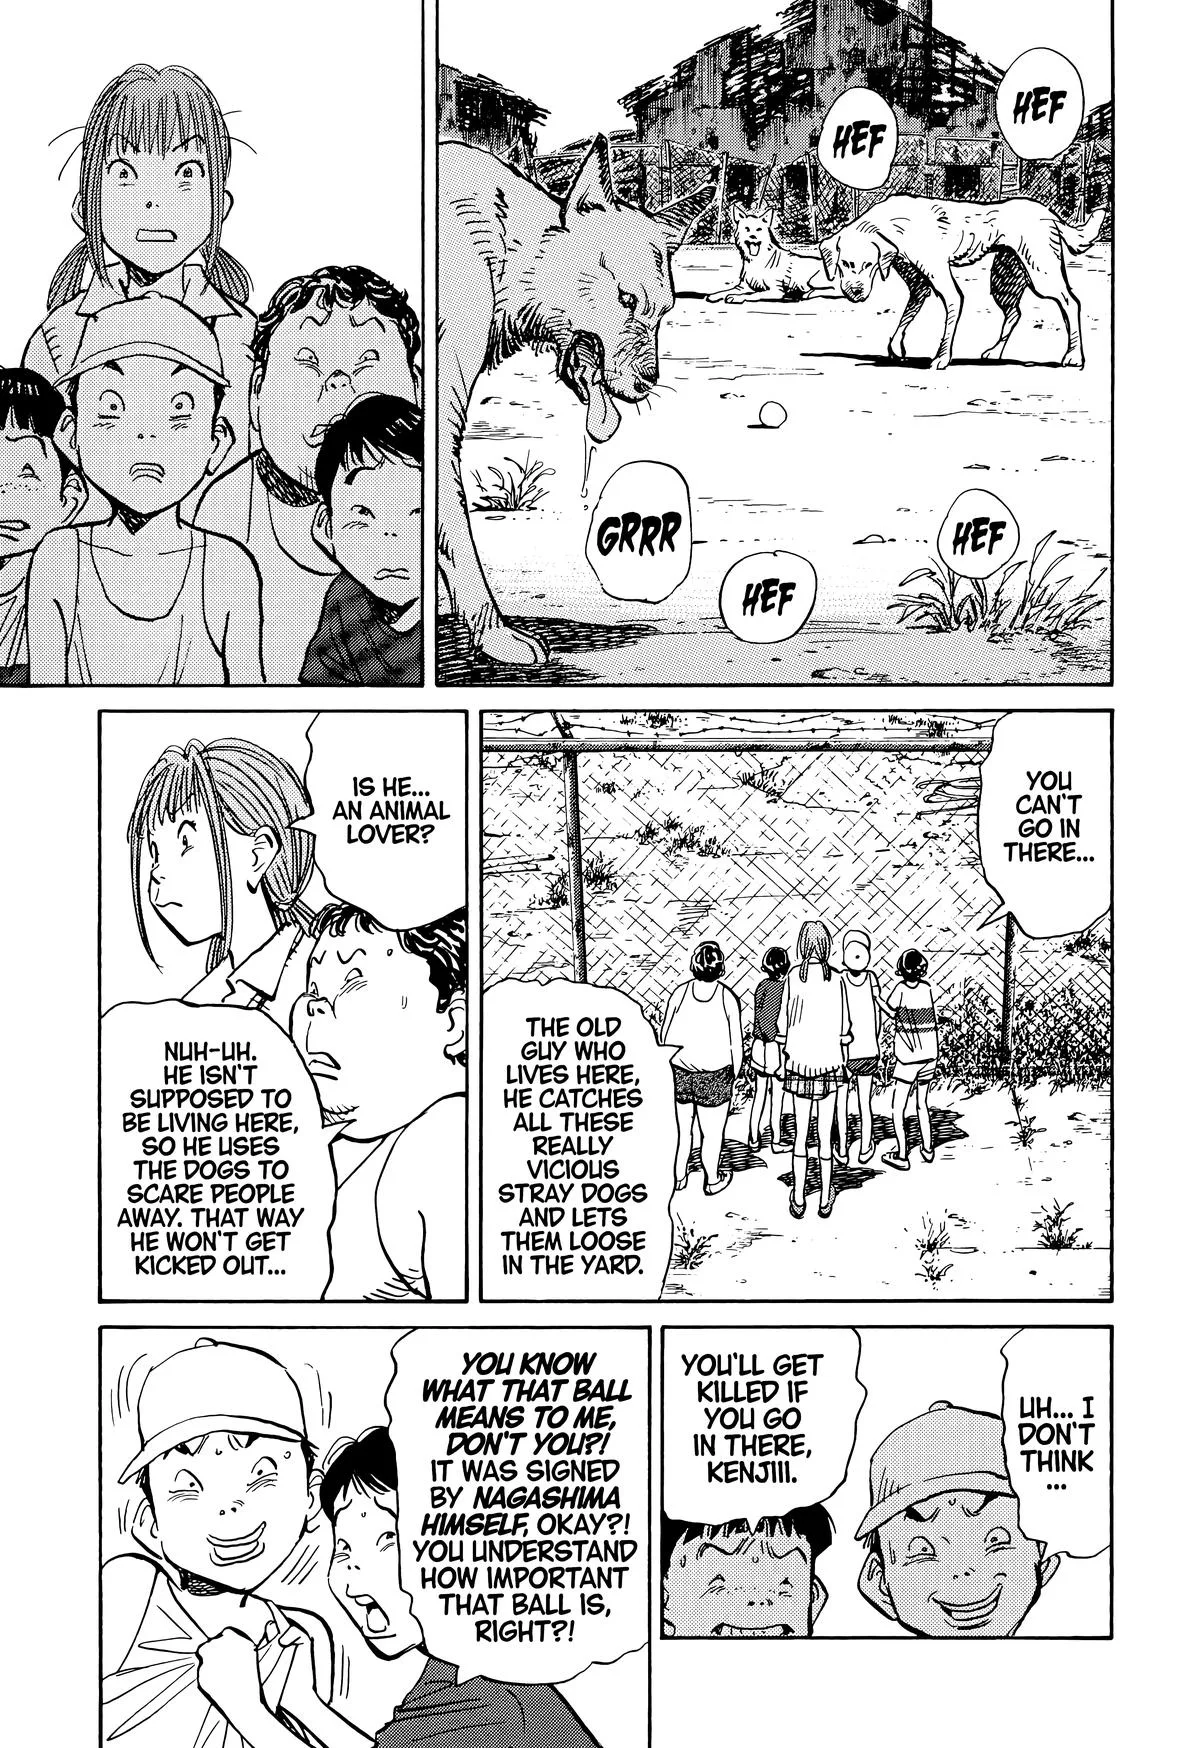 HEF
HEF
GRRR
HEF
HEF
YOU
CAN'T
GO IN
THERE...
THE OLD
GUY WHO
LIVES HERE,
HE CATCHES
ALL THESE
REALLY
VICIOUS
STRAY DOGS
AND LETS
THEM LOOSE
IN THE YARD.
IS HE...
AN ANIMAL
LOVER?
NUH-UH.
HE ISN'T
SUPPOSED TO
BE LIVING HERE,
SO HE USES
THE DOGS TO
SCARE PEOPLE
AWAY. THAT WAY
HE WON'T GET
KICKED OUT...
UH... I
DON'T
THINK
...
YOU'LL GET
KILLED IF
YOU GO
IN THERE,
KENJIII.
YOU KNOW
WHAT THAT BALL
MEANS TO ME,
DON'T YOU?!
IT WAS SIGNED
BY NAGASHIMA
HIMSELF, OKAY?!
YOU UNDERSTAND
HOW IMPORTANT
THAT BALL IS,
RIGHT?!